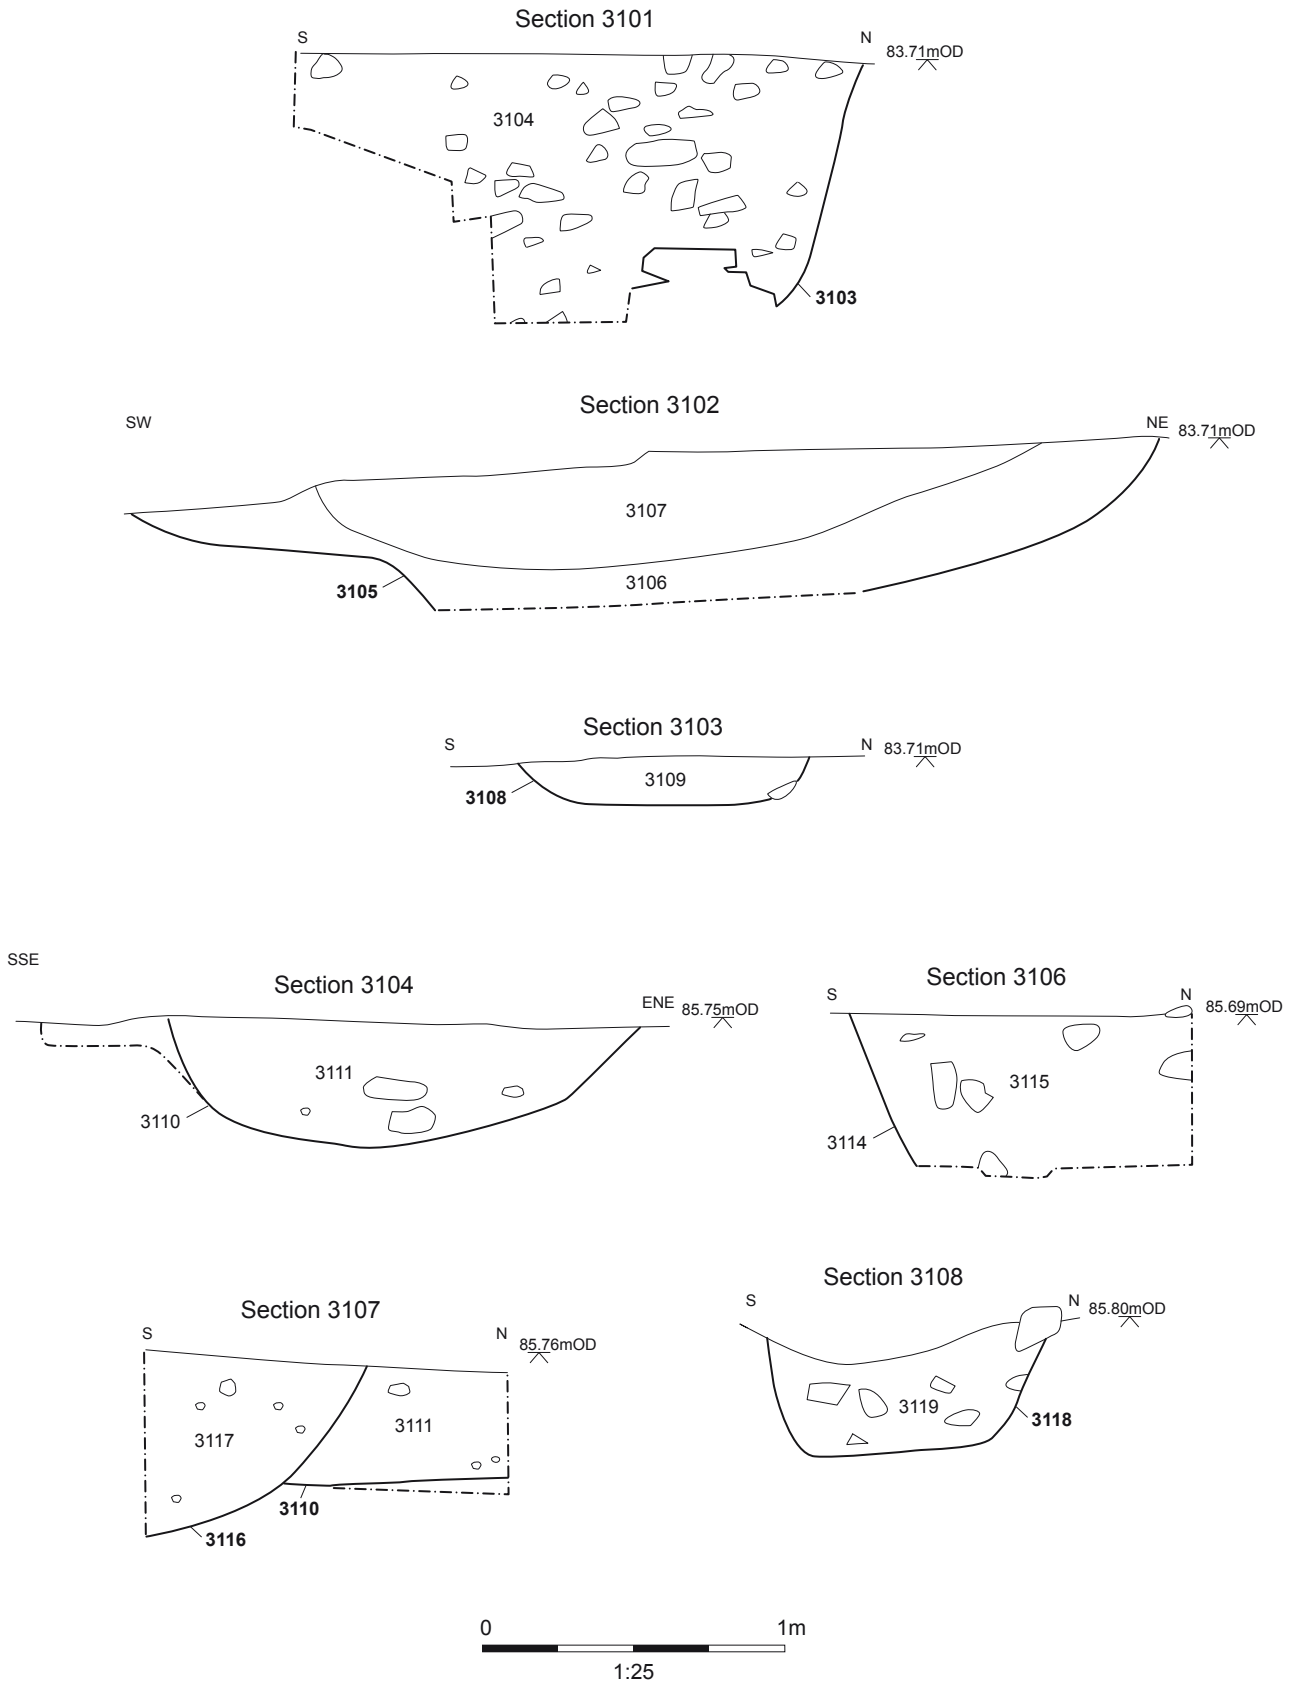 Section 3101
S
N
83.71mOD
3104
3103
Section 3102
SW
NE
83.71mOD
3107
3105
3106
Section 3103
S
N
83.71mOD
3109
3108
SSE
Section 3104
ENE
85.75mOD
3111
3110
Section 3106
S
N
85.69mOD
3115
3114
Section 3107
S
N
85.76mOD
3117
3111
3110
3116
Section 3108
S
N
85.80mOD
3119
3118
0 1m
1:25